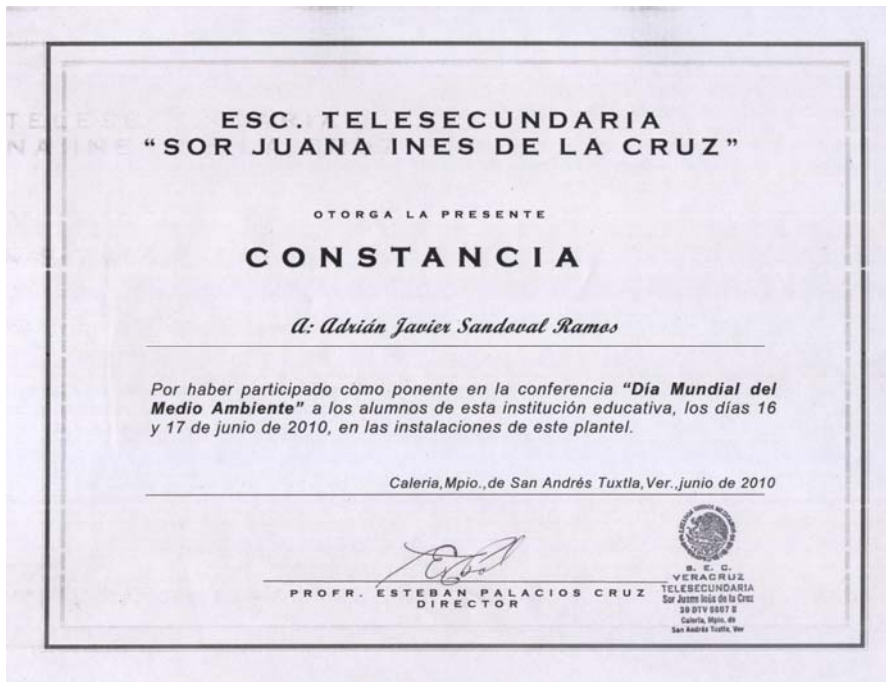 ESC. TELESECUNDARIA
“SOR JUANA INES DE LA CRUZ”
OTORGA LA PRESENTE
CONSTANCIA
A: Adrián Javier Sandoval Ramos
Por haber participado como ponente en la conferencia “Día Mundial del
Medio Ambiente” a los alumnos de esta institución educativa, los días 16
y 17 de junio de 2010, en las instalaciones de este plantel.
Caleria,Mpio.,de San Andrés Tuxtla,Ver.,junio de 2010
PROFR. ESTEBAN PALACIOS CRUZ
DIRECTOR
S. E. C.
VERACRUZ
TELESECUNDARIA
Sor Juana Inés de la Cruz
30 DTV
Caleria, Mpio. de
San Andrés Tuxtla, Ver